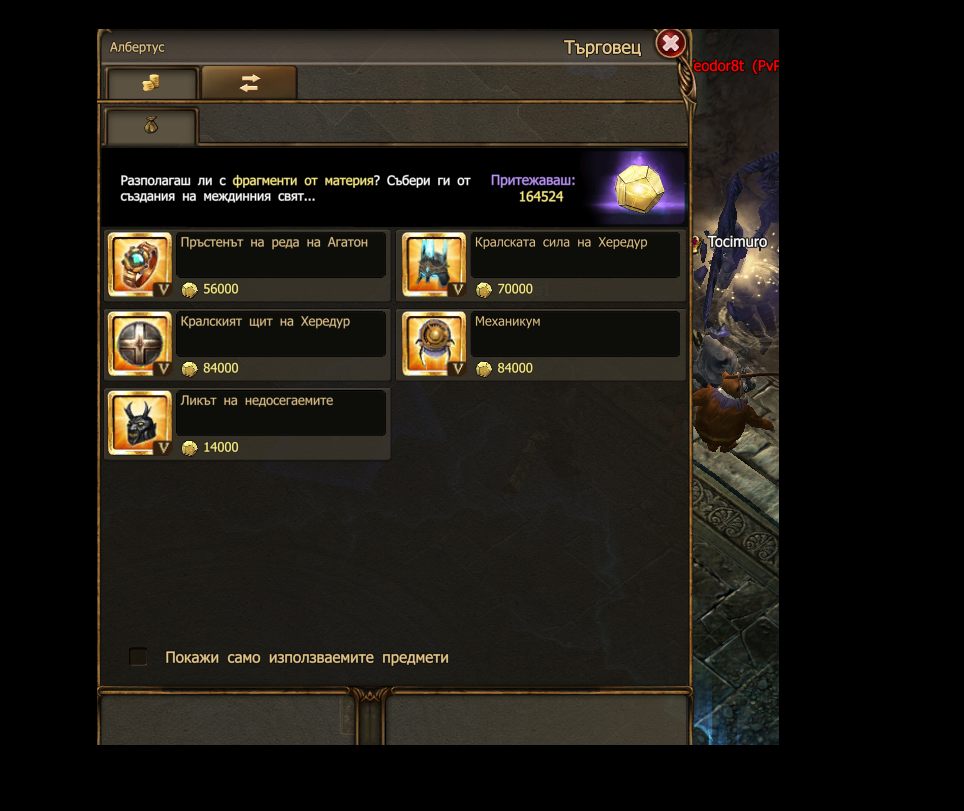 Албертус
Търговец
eodor8t (PvP
Разполагаш ли с фрагменти от материя? Събери ги от
създания на междинния свят...
Притежаваш:
164524
Пръстенът на реда на Агатон
V
56000
Кралската сила на Хередур
V
70000
Tocimuro
Кралският щит на Хередур
V
84000
Механикум
V
84000
Ликът на недосегаемите
V
14000
Покажи само използваемите предмети